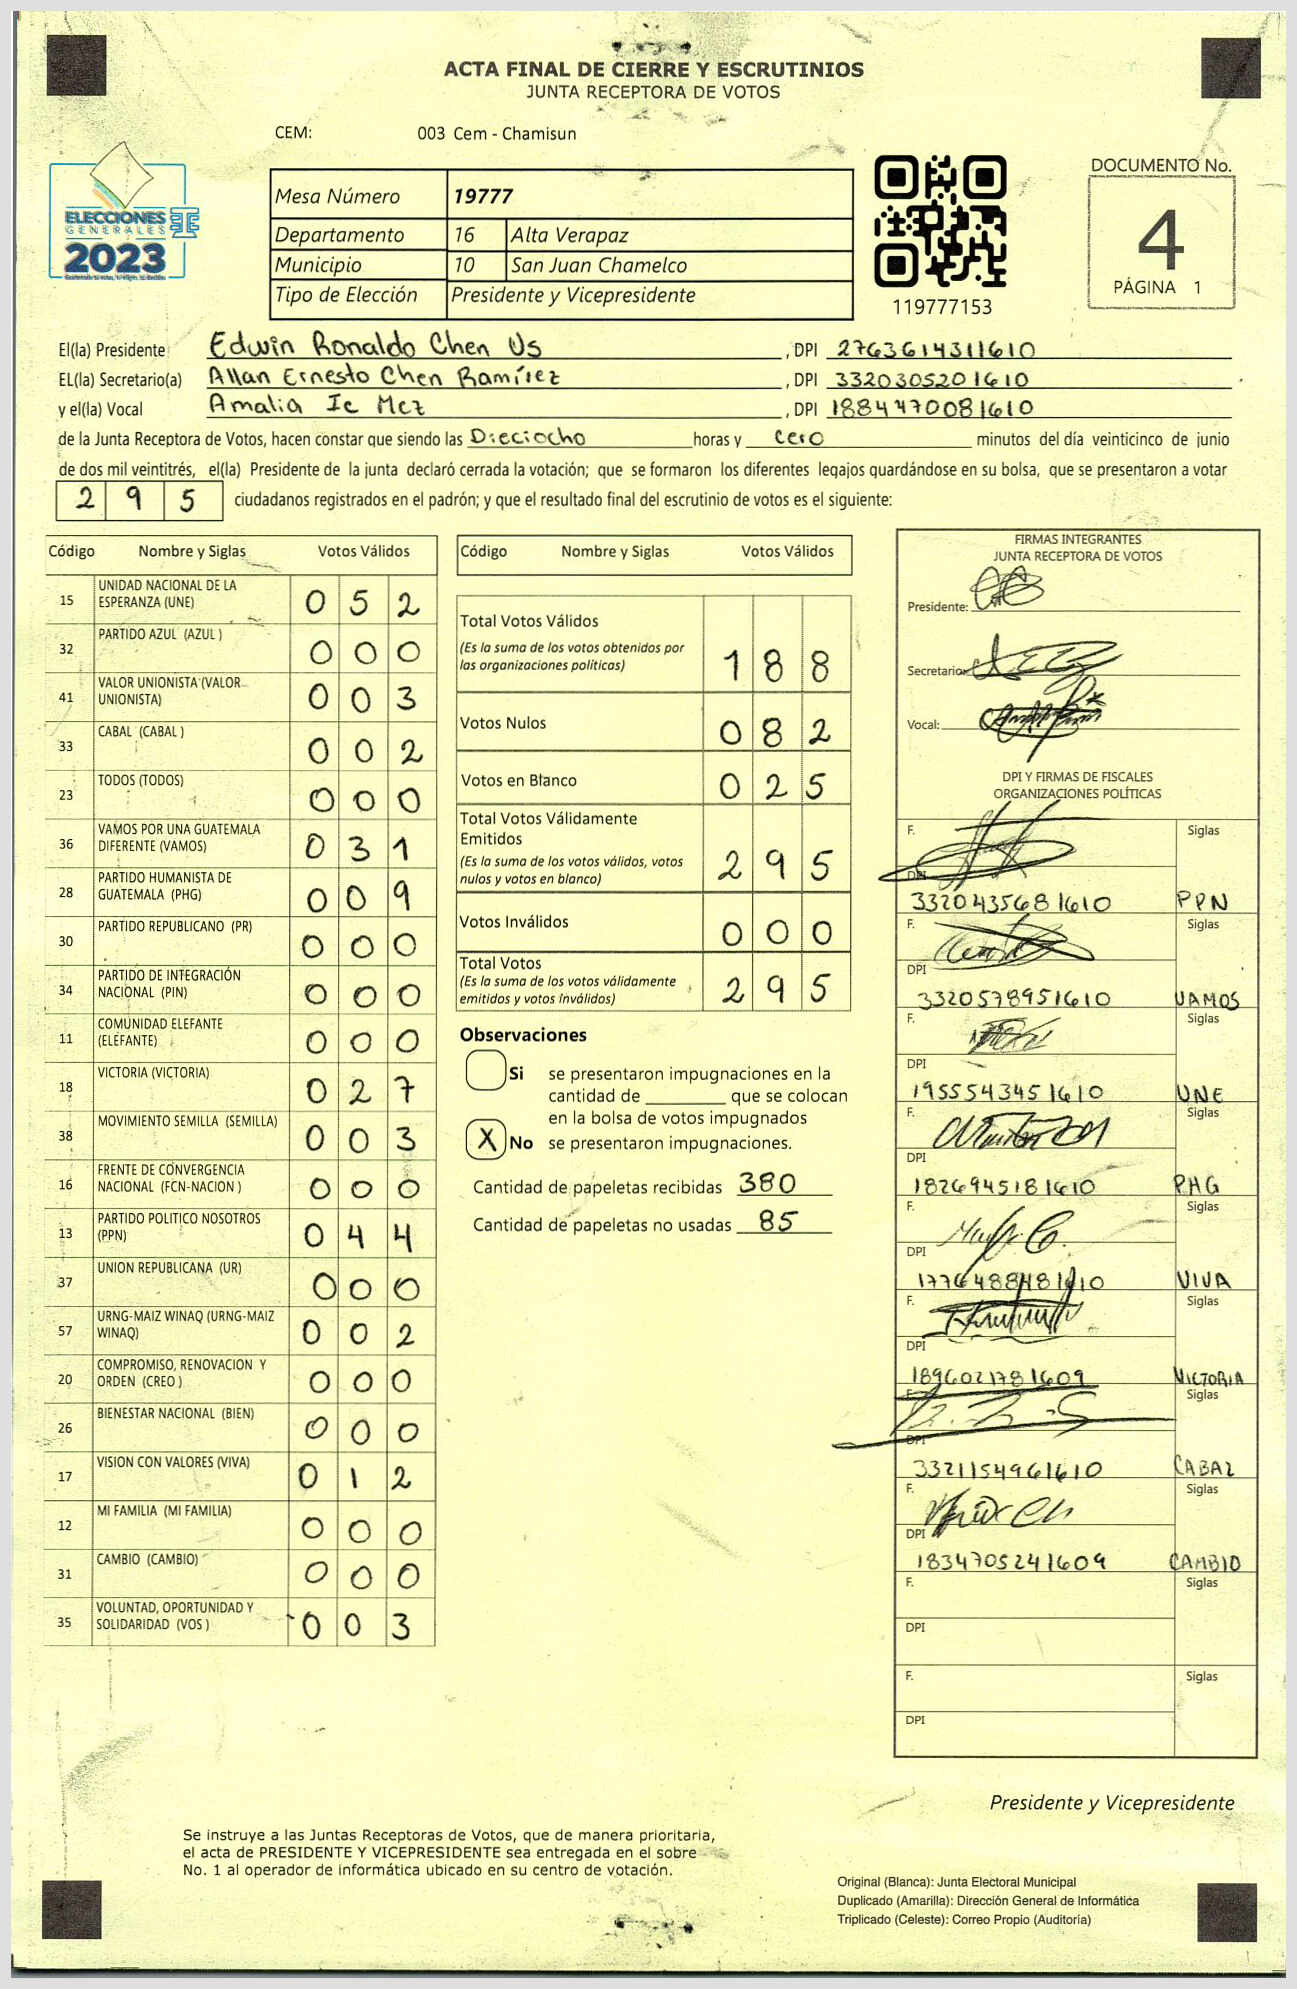 ACTA FINAL DE CIERRE Y ESCRUTINIOS
JUNTA RECEPTORA DE VOTOS
CEM: 003 Cem - Chamisun
ELECCIONES
GENERALES
2023
Mesa Número 19777
Departamento 16 Alta Verapaz
Municipio 10 San Juan Chamelco
Tipo de Elección Presidente y Vicepresidente
119777153
DOCUMENTO No.
4
PÁGINA 1
El(la) Presidente Edwin Ronaldo Chen Us , DPI 2763614311610
EL(la) Secretario(a) Allan Ernesto Chen Ramírez , DPI 3320305201610
y el(la) Vocal Amalia Ic Mez , DPI 1884470081610
de la Junta Receptora de Votos, hacen constar que siendo las Dieciocho horas y cero minutos del día veinticinco de junio
de dos mil veintitrés, el(la) Presidente de la junta declaró cerrada la votación; que se formaron los diferentes legajos guardándose en su bolsa, que se presentaron a votar
295 ciudadanos registrados en el padrón; y que el resultado final del escrutinio de votos es el siguiente:
Código Nombre y Siglas Votos Válidos
15 UNIDAD NACIONAL DE LA
ESPERANZA (UNE) 0 5 2
32 PARTIDO AZUL (AZUL ) 0 0 0
41 VALOR UNIONISTA (VALOR
UNIONISTA) 0 0 3
33 CABAL (CABAL ) 0 0 2
23 TODOS (TODOS) 0 0 0
36 VAMOS POR UNA GUATEMALA
DIFERENTE (VAMOS) 0 3 1
28 PARTIDO HUMANISTA DE
GUATEMALA (PHG) 0 0 9
30 PARTIDO REPUBLICANO (PR) 0 0 0
34 PARTIDO DE INTEGRACIÓN
NACIONAL (PIN) 0 0 0
11 COMUNIDAD ELEFANTE
(ELEFANTE) 0 0 0
18 VICTORIA (VICTORIA) 0 2 7
38 MOVIMIENTO SEMILLA (SEMILLA) 0 0 3
16 FRENTE DE CONVERGENCIA
NACIONAL (FCN-NACION ) 0 0 0
13 PARTIDO POLITICO NOSOTROS
(PPN) 0 4 4
37 UNION REPUBLICANA (UR) 0 0 0
57 URNG-MAIZ WINAQ (URNG-MAIZ
WINAQ) 0 0 2
20 COMPROMISO, RENOVACION Y
ORDEN (CREO ) 0 0 0
26 BIENESTAR NACIONAL (BIEN) 0 0 0
17 VISION CON VALORES (VIVA) 0 1 2
12 MI FAMILIA (MI FAMILIA) 0 0 0
31 CAMBIO (CAMBIO) 0 0 0
35 VOLUNTAD, OPORTUNIDAD Y
SOLIDARIDAD (VOS ) 0 0 3
Código Nombre y Siglas Votos Válidos
Total Votos Válidos
(Es la suma de los votos obtenidos por
las organizaciones políticas) 1 8 8
Votos Nulos 0 8 2
Votos en Blanco 0 2 5
Total Votos Válidamente
Emitidos
(Es la suma de los votos válidos, votos
nulos y votos en blanco) 2 9 5
Votos Inválidos 0 0 0
Total Votos
(Es la suma de los votos válidamente
emitidos y votos inválidos) 2 9 5
Observaciones
Si se presentaron impugnaciones en la
cantidad de ________ que se colocan
en la bolsa de votos impugnados
X No se presentaron impugnaciones.
Cantidad de papeletas recibidas 380
Cantidad de papeletas no usadas 85
FIRMAS INTEGRANTES
JUNTA RECEPTORA DE VOTOS
Presidente:
Secretario:
Vocal:
DPI Y FIRMAS DE FISCALES
ORGANIZACIONES POLÍTICAS
F. Siglas
DPI
3320435681610 PPN
F. Siglas
DPI
3320578951610 VAMOS
F. Siglas
DPI
1955543451610 UNE
F. Siglas
DPI
1826945181610 PHG
F. Siglas
DPI
1776488481610 VIVA
F. Siglas
DPI
1896021781609 VICTORIA
F. Siglas
DPI
3321154961610 CABAL
F. Siglas
DPI
1834705241609 CAMBIO
F. Siglas
DPI
F. Siglas
DPI
Presidente y Vicepresidente
Se instruye a las Juntas Receptoras de Votos, que de manera prioritaria,
el acta de PRESIDENTE Y VICEPRESIDENTE sea entregada en el sobre
No. 1 al operador de informática ubicado en su centro de votación.
Original (Blanca): Junta Electoral Municipal
Duplicado (Amarilla): Dirección General de Informática
Triplicado (Celeste): Correo Propio (Auditoría)